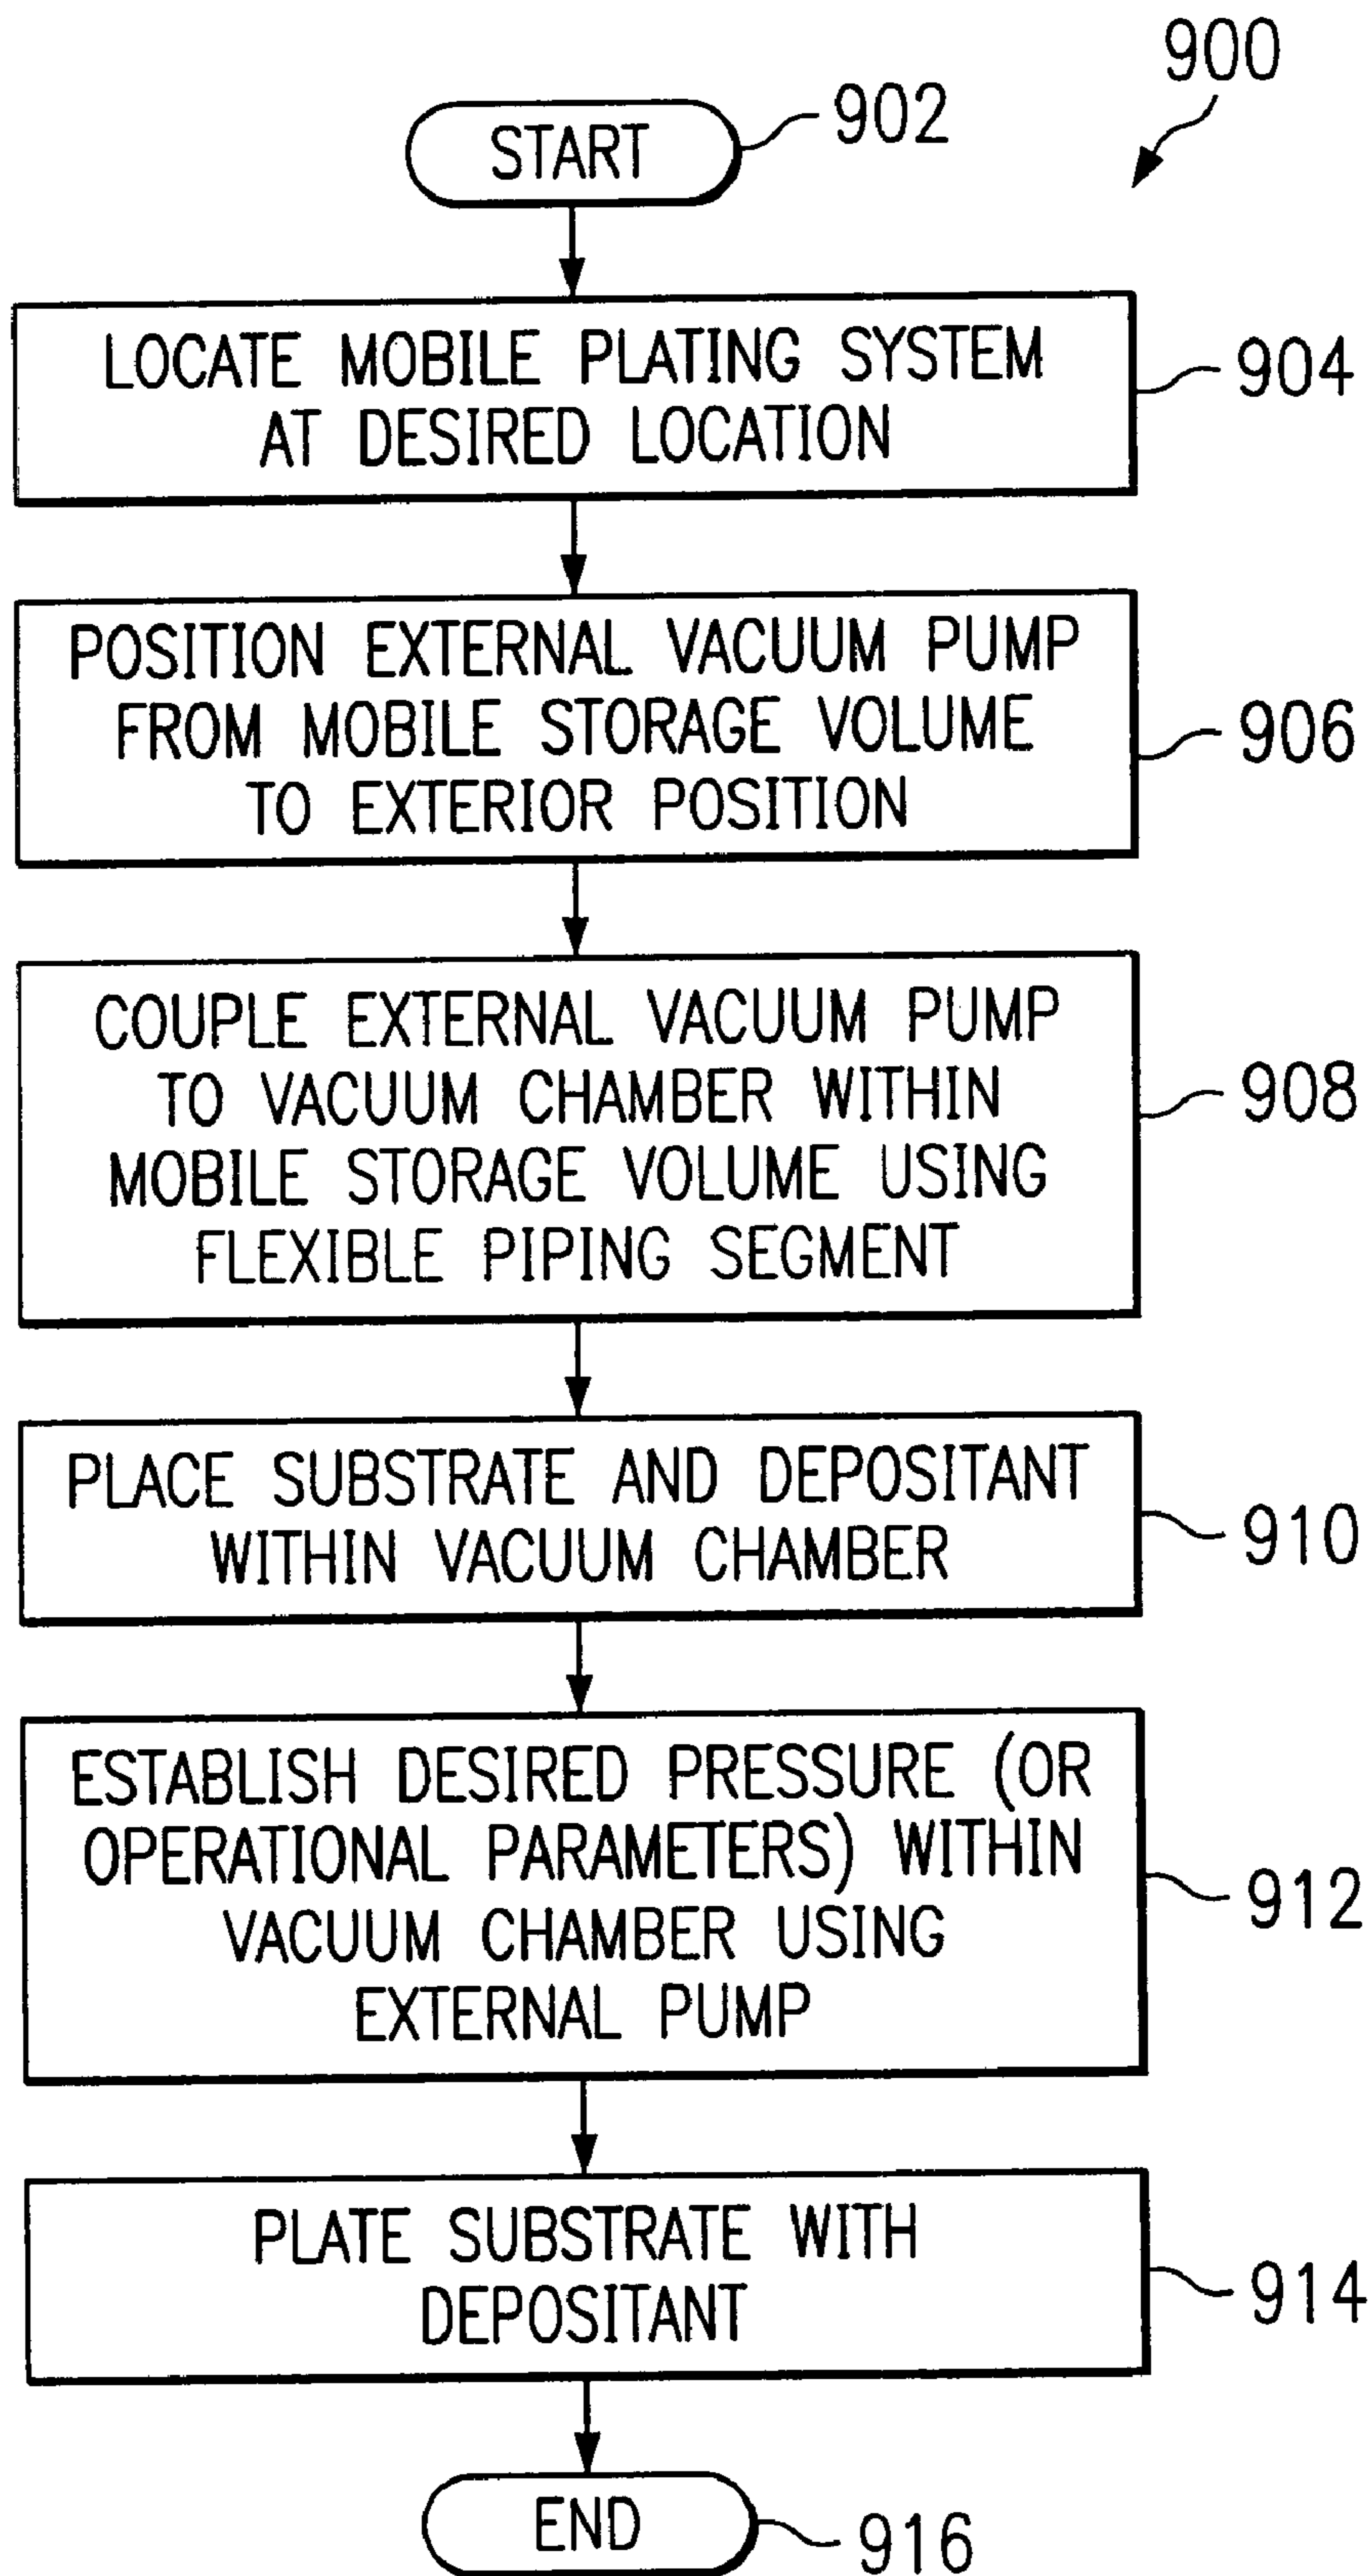 900
START
902
LOCATE MOBILE PLATING SYSTEM
AT DESIRED LOCATION
904
POSITION EXTERNAL VACUUM PUMP
FROM MOBILE STORAGE VOLUME
TO EXTERIOR POSITION
906
COUPLE EXTERNAL VACUUM PUMP
TO VACUUM CHAMBER WITHIN
MOBILE STORAGE VOLUME USING
FLEXIBLE PIPING SEGMENT
908
PLACE SUBSTRATE AND DEPOSITANT
WITHIN VACUUM CHAMBER
910
ESTABLISH DESIRED PRESSURE (OR
OPERATIONAL PARAMETERS) WITHIN
VACUUM CHAMBER USING
EXTERNAL PUMP
912
PLATE SUBSTRATE WITH
DEPOSITANT
914
END
916